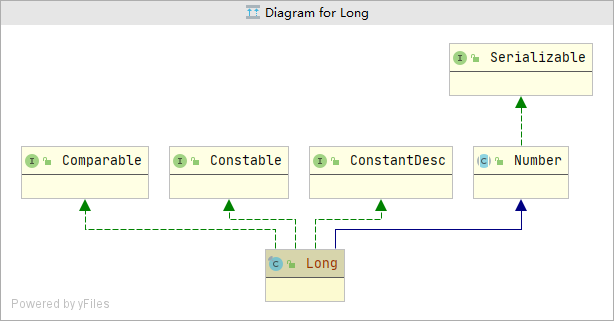 Diagram for Long
I Serializable
I Comparable
I Constable
I ConstantDesc
C Number
C Long
Powered by yFiles